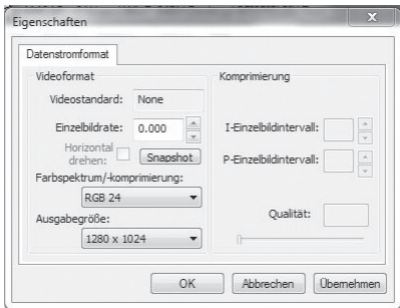 Eigenschaften
x
Datenstromformat
Videoformat
Videostandard: None
Einzelbildrate: 0.000
Horizontal
drehen: Snapshot
Farbspektrum/-komprimierung:
RGB 24
Ausgabegröße:
1280 x 1024
Komprimierung
I-Einzelbildintervall:
P-Einzelbildintervall:
Qualität:
OK Abbrechen Übernehmen